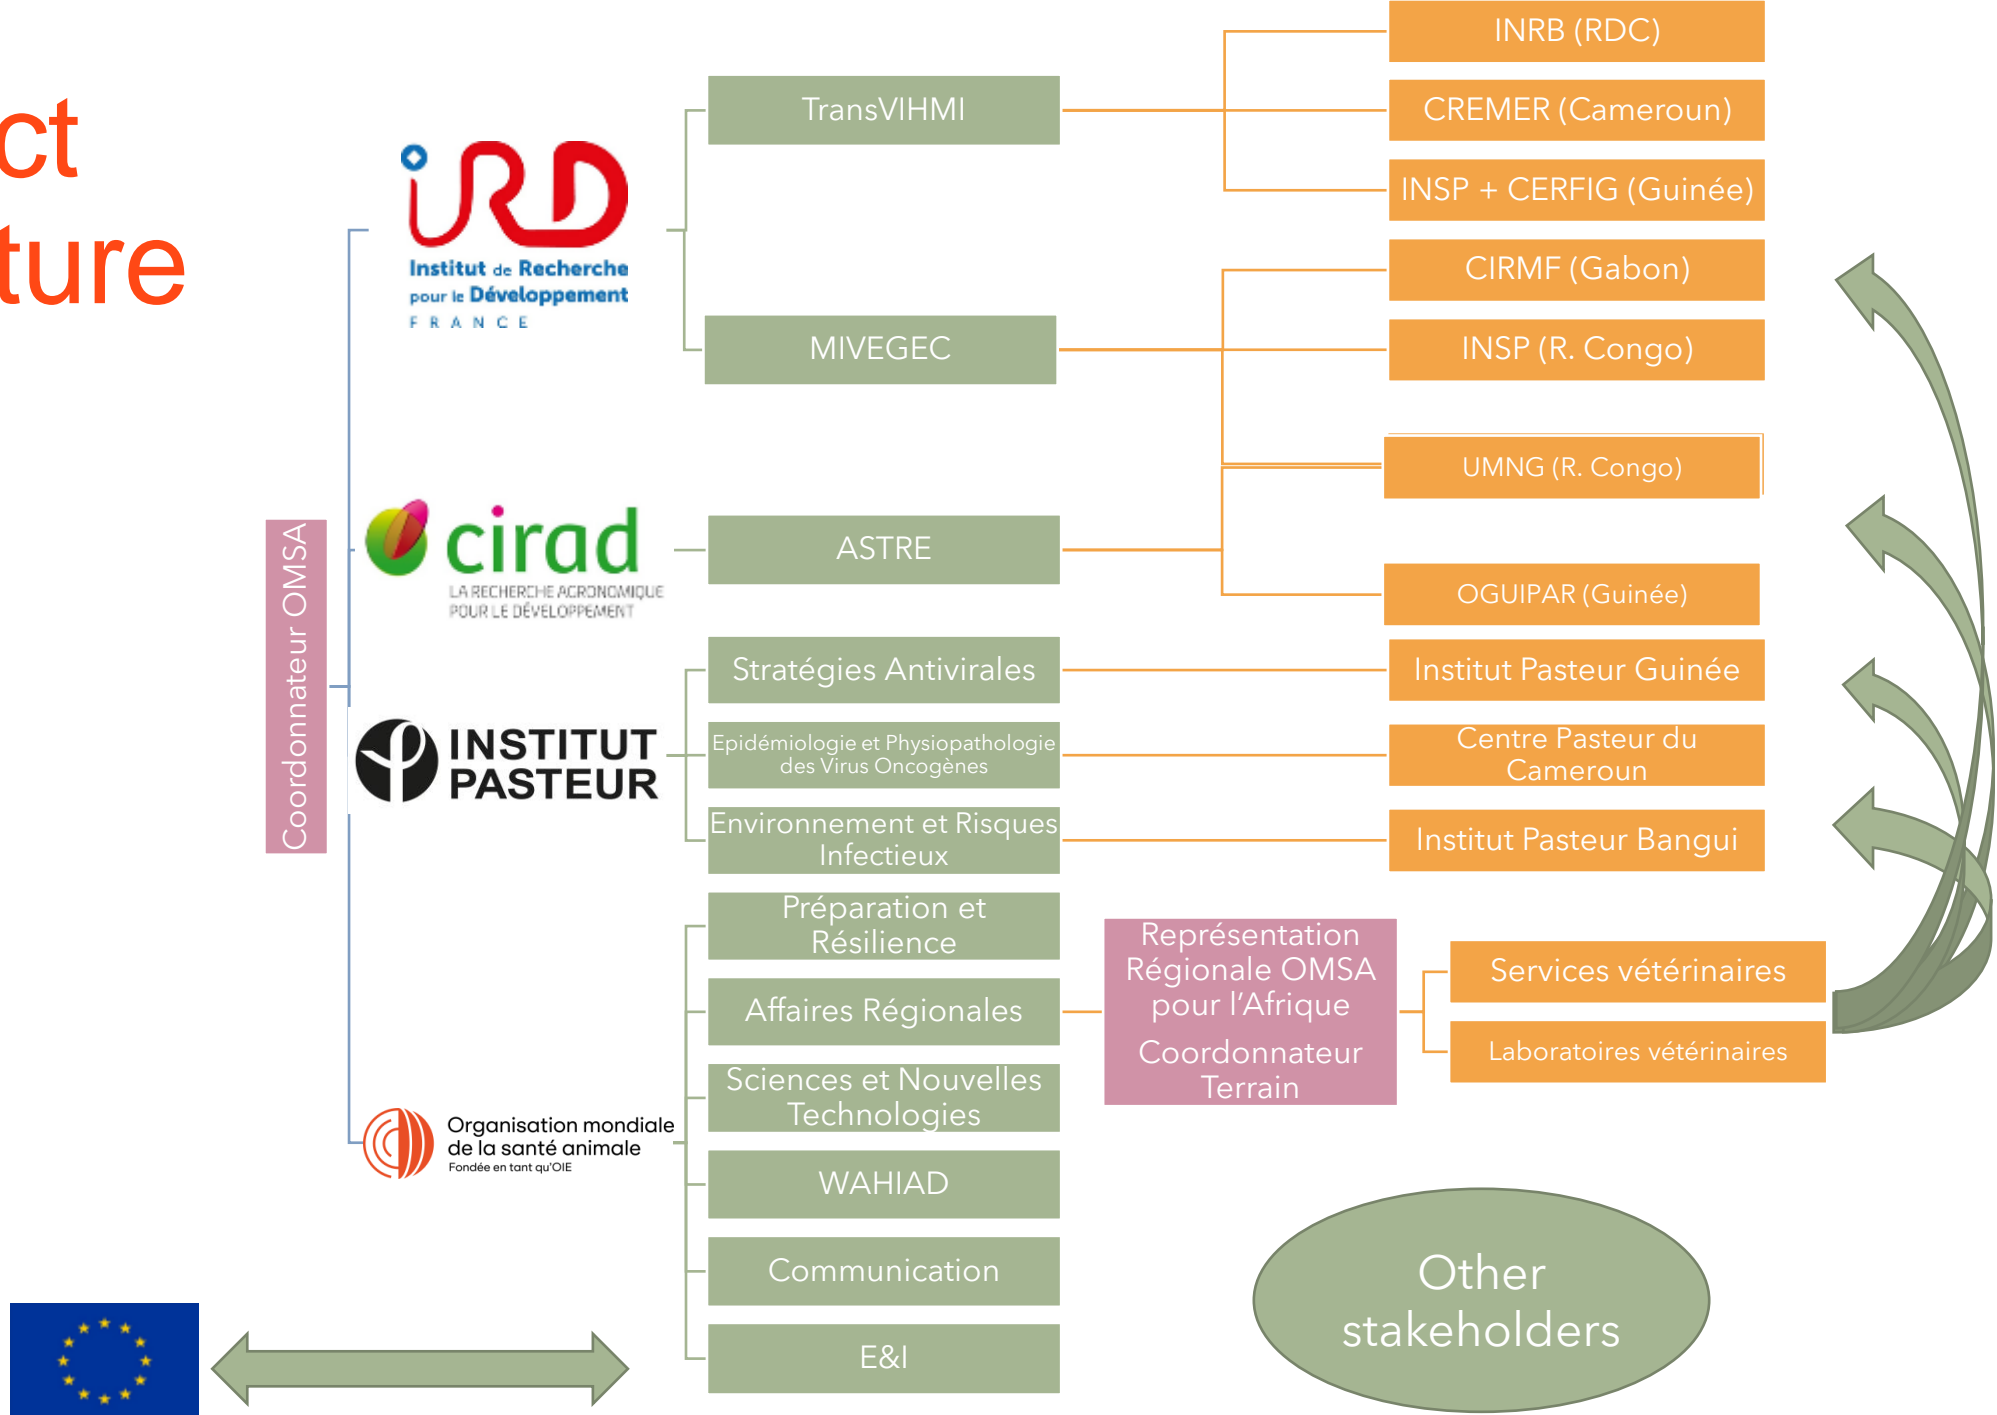 ct
ture
Coordonnateur OMSA
iRD
Institut de Recherche
pour le Développement
FRANCE
cirad
LA RECHERCHE AGRONOMIQUE
POUR LE DÉVELOPPEMENT
INSTITUT
PASTEUR
Organisation mondiale
de la santé animale
Fondée en tant qu'OIE
TransVIHMI
MIVEGEC
ASTRE
Stratégies Antivirales
Epidémiologie et Physiopathologie
des Virus Oncogènes
Environnement et Risques
Infectieux
Préparation et
Résilience
Affaires Régionales
Sciences et Nouvelles
Technologies
WAHIAD
Communication
E&I
Représentation
Régionale OMSA
pour l'Afrique
Coordonnateur
Terrain
INRB (RDC)
CREMER (Cameroun)
INSP + CERFIG (Guinée)
CIRMF (Gabon)
INSP (R. Congo)
UMNG (R. Congo)
OGUIPAR (Guinée)
Institut Pasteur Guinée
Centre Pasteur du
Cameroun
Institut Pasteur Bangui
Services vétérinaires
Laboratoires vétérinaires
Other
stakeholders